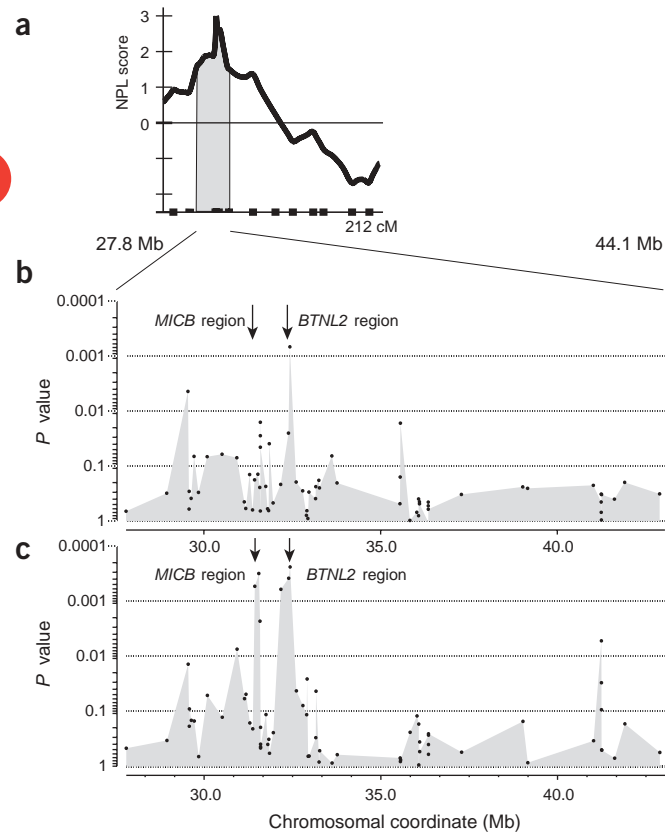 a
NPL score
3
2
1
0
212 cM
27.8 Mb
44.1 Mb
b
P value
0.0001
0.001
0.01
0.1
1
MICB region
BTNL2 region
30.0
35.0
40.0
c
P value
0.0001
0.001
0.01
0.1
1
MICB region
BTNL2 region
30.0
35.0
40.0
Chromosomal coordinate (Mb)